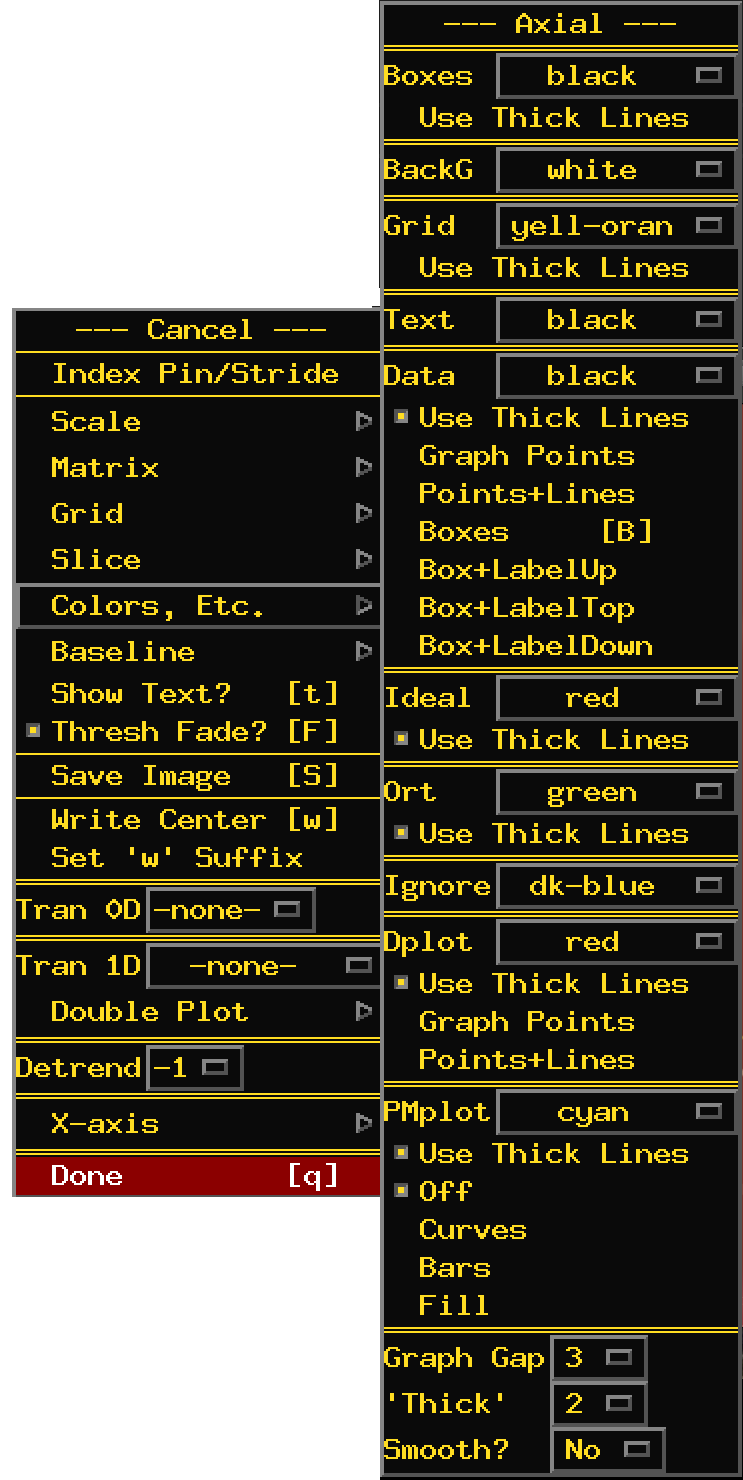 --- Cancel ---
Index Pin/Stride
Scale
Matrix
Grid
Slice
Colors, Etc.
Baseline
Show Text? [t]
Thresh Fade? [F]
Save Image [S]
Write Center [w]
Set 'w' Suffix
Tran 0D -none-
Tran 1D -none-
Double Plot
Detrend -1
X-axis
Done [q]
--- Axial ---
Boxes black
Use Thick Lines
BackG white
Grid yell-oran
Use Thick Lines
Text black
Data black
Use Thick Lines
Graph Points
Points+Lines
Boxes [B]
Box+LabelUp
Box+LabelTop
Box+LabelDown
Ideal red
Use Thick Lines
Ort green
Use Thick Lines
Ignore dk-blue
Dplot red
Use Thick Lines
Graph Points
Points+Lines
PMplot cyan
Use Thick Lines
Off
Curves
Bars
Fill
Graph Gap 3
'Thick' 2
Smooth? No